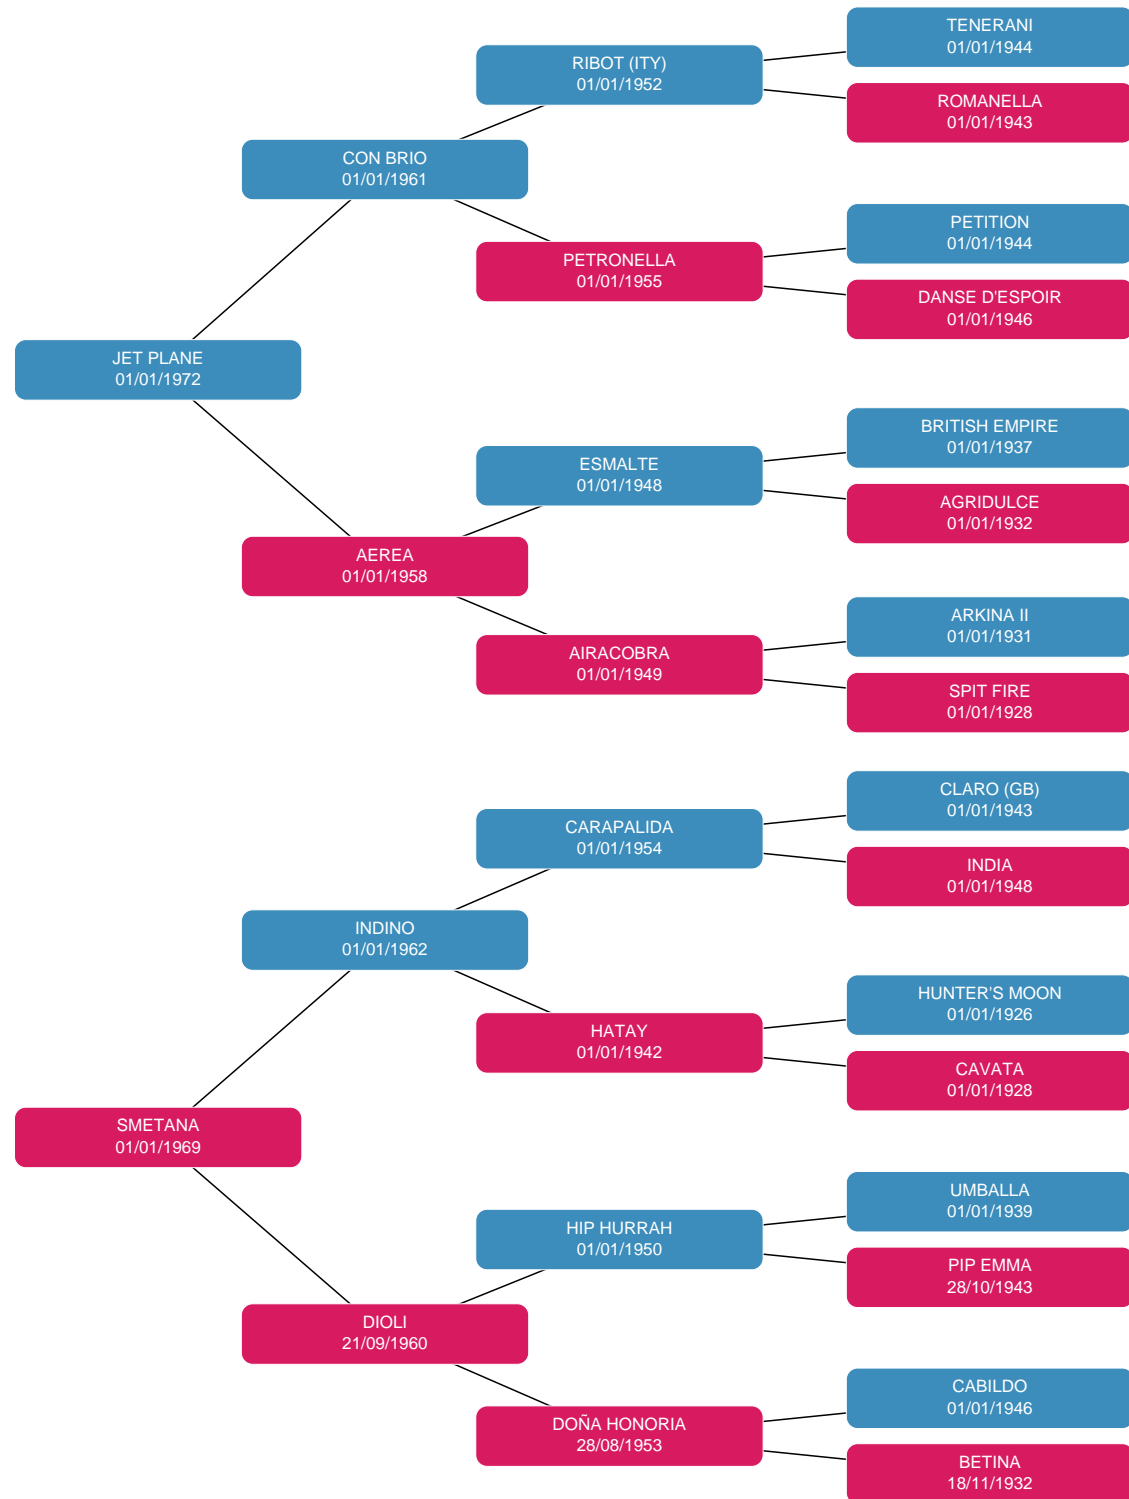 TENERANI
01/01/1944
RIBOT (ITY)
01/01/1952
ROMANELLA
01/01/1943
CON BRIO
01/01/1961
PETITION
01/01/1944
PETRONELLA
01/01/1955
DANSE D'ESPOIR
01/01/1946
JET PLANE
01/01/1972
BRITISH EMPIRE
01/01/1937
ESMALTE
01/01/1948
AGRIDULCE
01/01/1932
AEREA
01/01/1958
ARKINA II
01/01/1931
AIRACOBRA
01/01/1949
SPIT FIRE
01/01/1928
CLARO (GB)
01/01/1943
CARAPALIDA
01/01/1954
INDIA
01/01/1948
INDINO
01/01/1962
HUNTER'S MOON
01/01/1926
HATAY
01/01/1942
CAVATA
01/01/1928
SMETANA
01/01/1969
UMBALLA
01/01/1939
HIP HURRAH
01/01/1950
PIP EMMA
28/10/1943
DIOLI
21/09/1960
CABILDO
01/01/1946
DOÑA HONORIA
28/08/1953
BETINA
18/11/1932